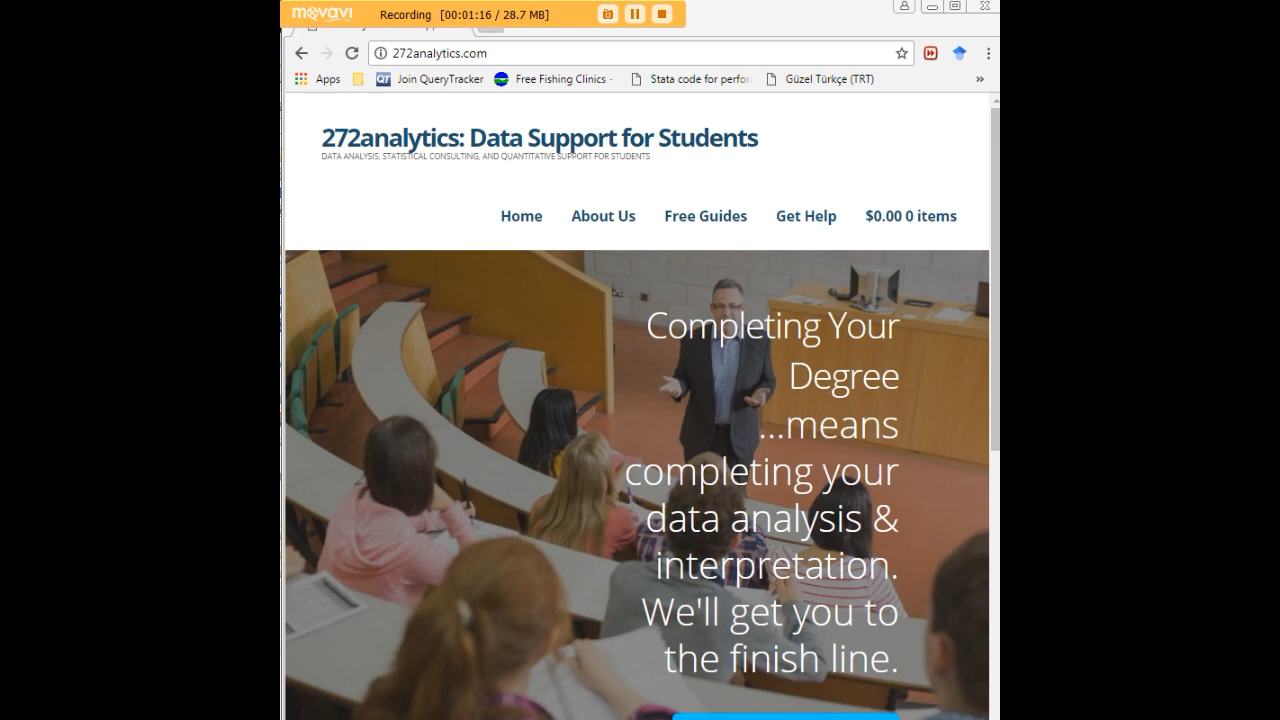 movavi
Recording [00:01:16 / 28.7 MB]
272analytics.com
Apps
QT Join QueryTracker
Free Fishing Clinics -
Stata code for perfor
Güzel Türkçe (TRT)
»
272analytics: Data Support for Students
DATA ANALYSIS, STATISTICAL CONSULTING, AND QUANTITATIVE SUPPORT FOR STUDENTS
Home About Us Free Guides Get Help $0.00 0 items
Completing Your
Degree
...means
completing your
data analysis &
interpretation.
We'll get you to
the finish line.